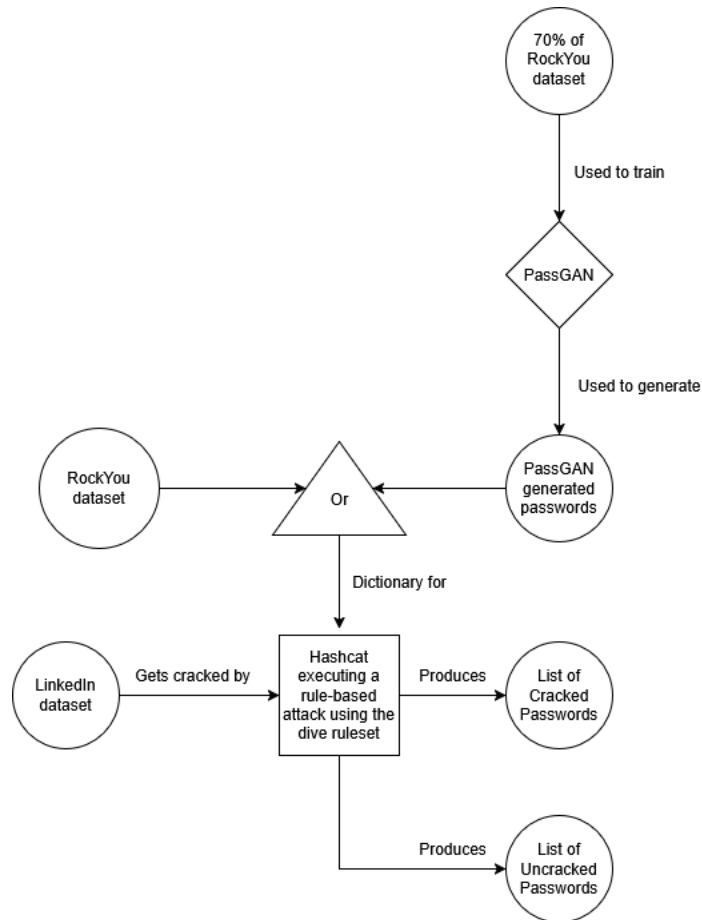 70% of
RockYou
dataset
Used to train
PassGAN
Used to generate
RockYou
dataset
Or
PassGAN
generated
passwords
Dictionary for
LinkedIn
dataset
Gets cracked by
Hashcat
executing a
rule-based
attack using the
dive ruleset
Produces
List of
Cracked
Passwords
Produces
List of
Uncracked
Passwords